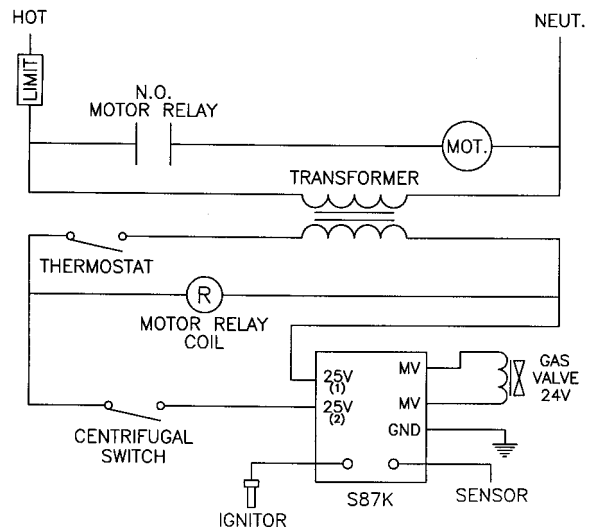 HOT
NEUT.
LIMIT
N.O.
MOTOR RELAY
MOT.
TRANSFORMER
THERMOSTAT
R
MOTOR RELAY
COIL
25V
(1)
MV
GAS
VALVE
24V
25V
(2)
MV
GND
CENTRIFUGAL
SWITCH
S87K
SENSOR
IGNITOR